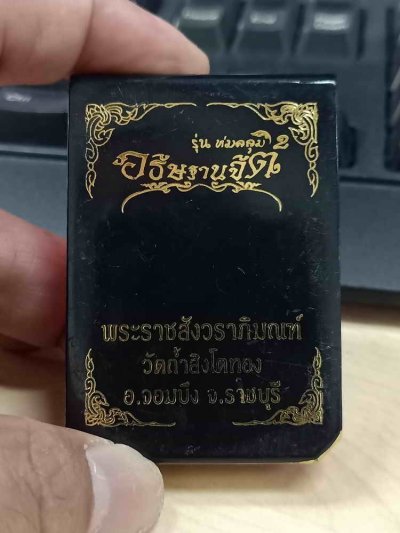 รุ่น ห่มคลุม 2
อธิษฐานจิต
พระราชสังวราภิมณฑ์
วัดถ้ำสิงโตทอง
อ.จอมบึง จ.ราชบุรี